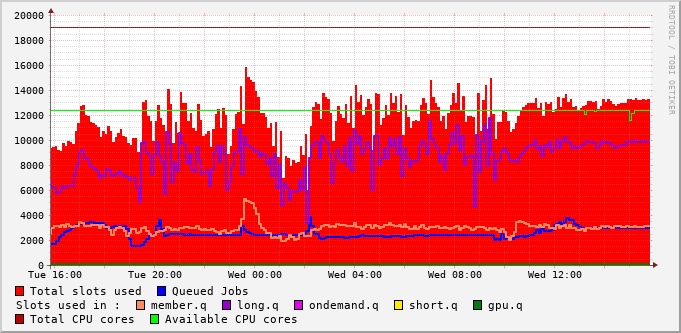 20000
18000
16000
14000
12000
10000
8000
6000
4000
2000
0
Tue 16:00 Tue 20:00 Wed 00:00 Wed 04:00 Wed 08:00 Wed 12:00
Total slots used Queued Jobs
Slots used in : member.q long.q ondemand.q short.q gpu.q
Total CPU cores Available CPU cores
RRDTOOL / TOBI OETIKER